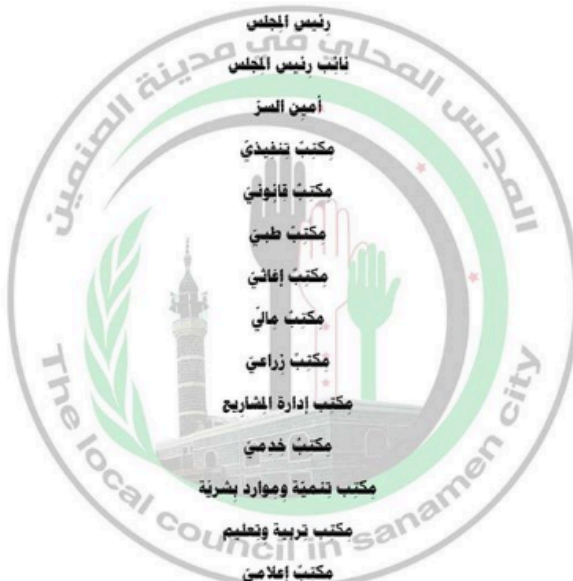 رئيس المجلس
نائب رئيس المجلس
أمين السرّ
مكتبٌ تنفيذيّ
مكتبٌ قانونيّ
مكتبٌ طبيّ
مكتبٌ إغاثيّ
مكتبٌ ماليّ
مكتبٌ زراعيّ
مكتب إدارة المشاريع
مكتبٌ خدميّ
مكتب تنميّة وموارد بشريّة
مكتب تربية وتعليم
مكتبٌ إعلاميّ
المجلس المحلي في مدينة الصنمين
The local council in sanamen city